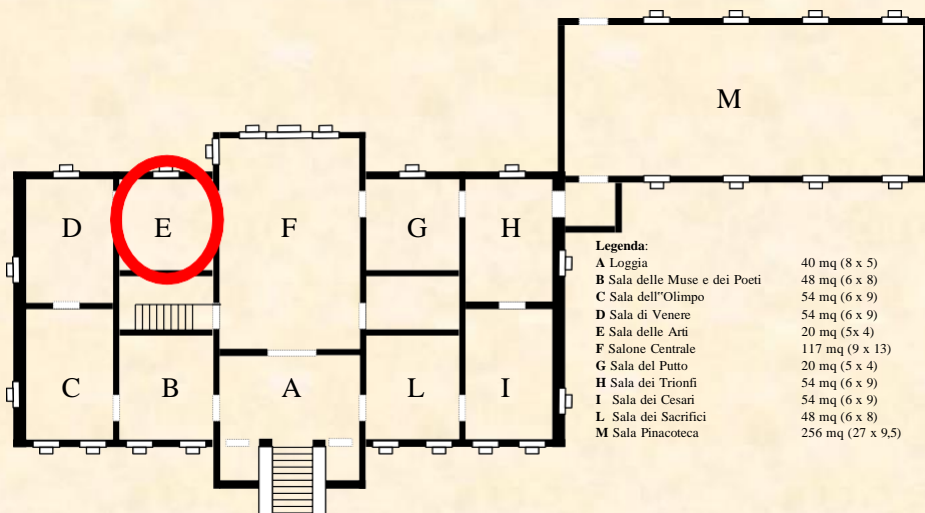 M
D
E
F
G
H
C
B
A
L
I
Legenda:
A Loggia 40 mq (8 x 5)
B Sala delle Muse e dei Poeti 48 mq (6 x 8)
C Sala dell"Olimpo 54 mq (6 x 9)
D Sala di Venere 54 mq (6 x 9)
E Sala delle Arti 20 mq (5x 4)
F Salone Centrale 117 mq (9 x 13)
G Sala del Putto 20 mq (5 x 4)
H Sala dei Trionfi 54 mq (6 x 9)
I Sala dei Cesari 54 mq (6 x 9)
L Sala dei Sacrifici 48 mq (6 x 8)
M Sala Pinacoteca 256 mq (27 x 9,5)